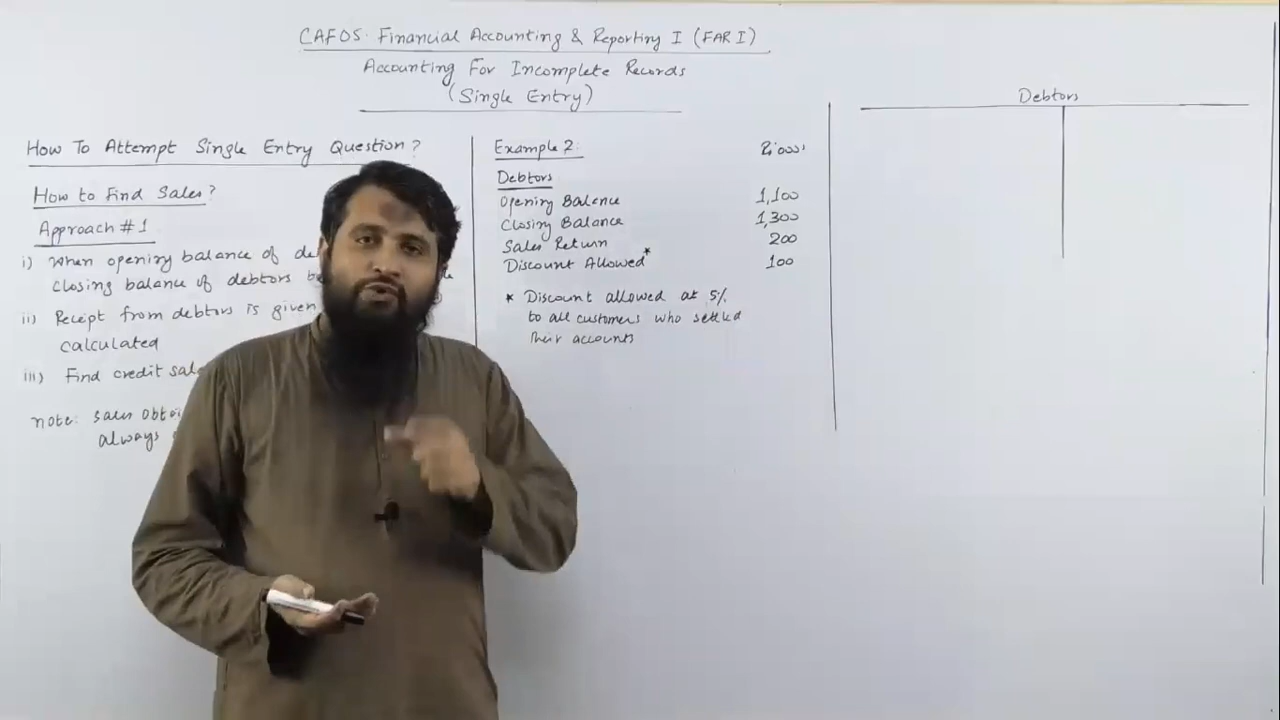 CAF05: Financial Accounting & Reporting I (FAR I)
Accounting For Incomplete Records
(Single Entry)
How To Attempt Single Entry Question?
How to Find Sales?
Approach #1
i) When opening balance of de
closing balance of debtors
ii) Receipt from debtors is given
calculated
iii) Find credit sale
note: Sales obtai
always
Example 2:
Debtors
Opening Balance 1,100
Closing Balance 1,300
Sales Return 200
Discount Allowed* 100
* Discount allowed at 5%
to all customers who settled
their accounts
Debtors